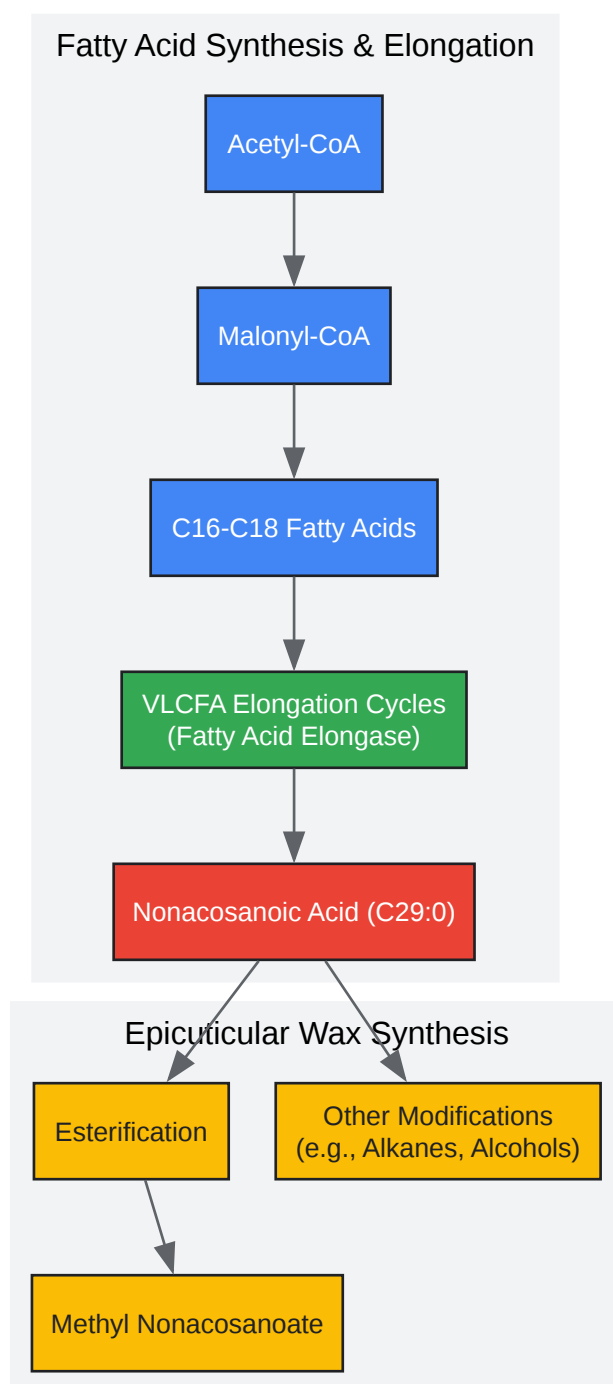 Fatty Acid Synthesis & Elongation
Acetyl-CoA
Malonyl-CoA
C16-C18 Fatty Acids
VLCFA Elongation Cycles
(Fatty Acid Elongase)
Nonacosanoic Acid (C29:0)
Epicuticular Wax Synthesis
Esterification
Other Modifications
(e.g., Alkanes, Alcohols)
Methyl Nonacosanoate